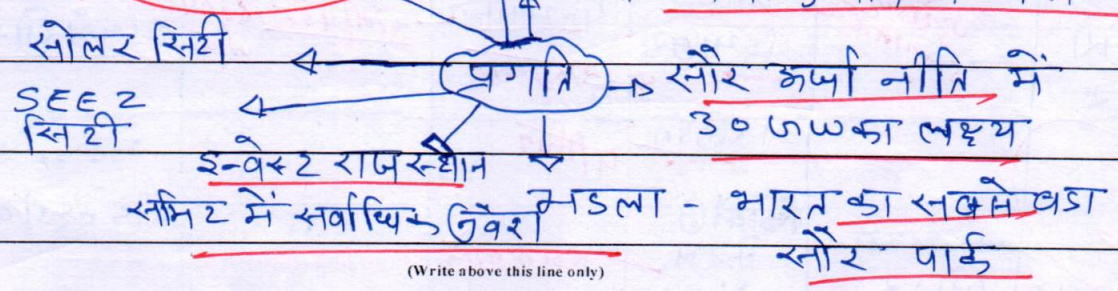 सोलर सिटी
प्रगति
सौर ऊर्जा नीति में
30 GW का लक्ष्य
SEEZ
सिटी
इन्वेस्ट राजस्थान
समिट में सर्वाधिक निवेश
भडला - भारत का सबसे बडा
सौर पार्क
(Write above this line only)